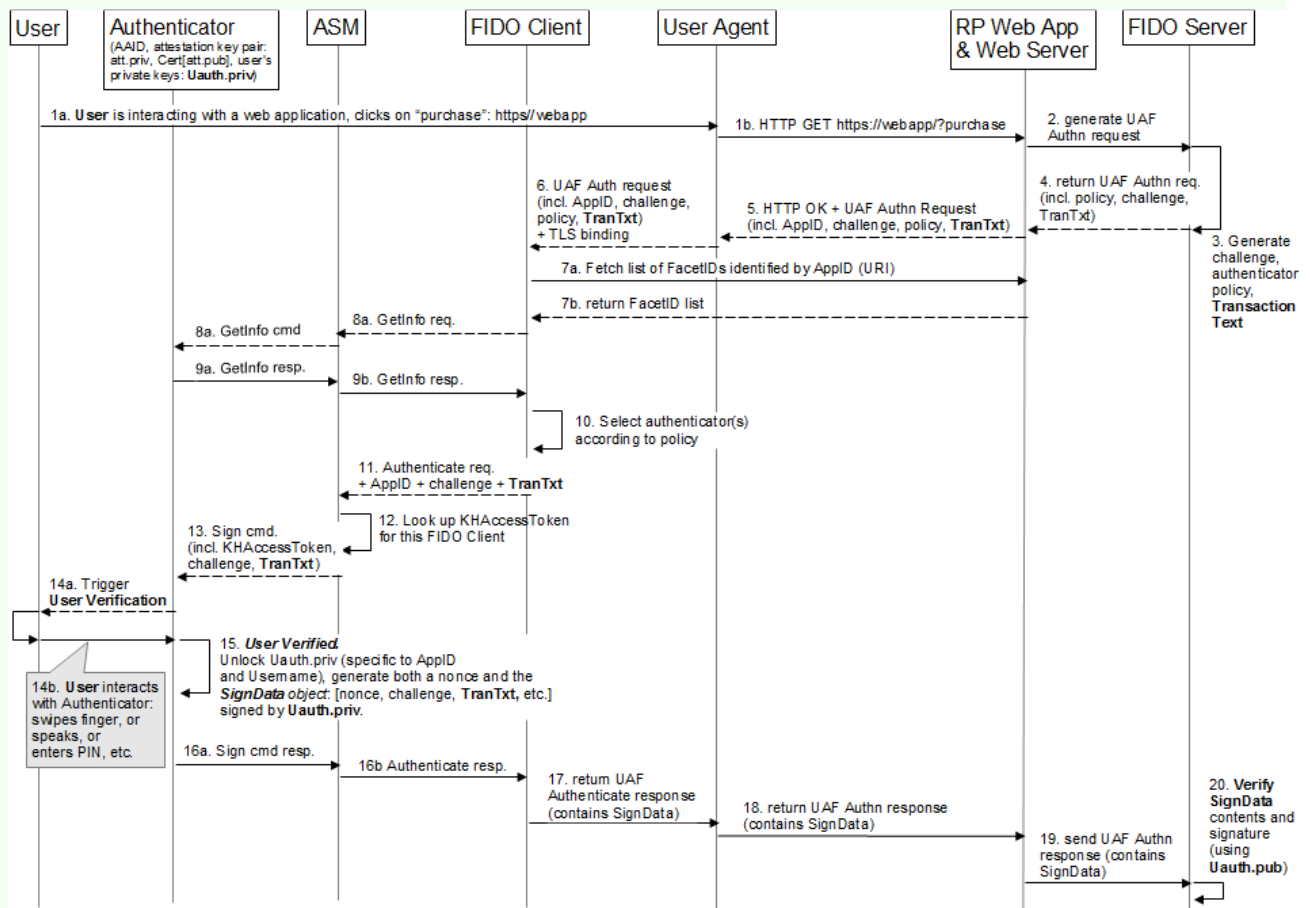 User
Authenticator
(AAID, attestation key pair:
att.priv, Cert[att.pub], user's
private keys: Uauth.priv)
ASM
FIDO Client
User Agent
RP Web App
& Web Server
FIDO Server
1a. User is interacting with a web application, clicks on "purchase": https//webapp
1b. HTTP GET https://webapp/?purchase
2. generate UAF
Authn request
3. Generate
challenge,
authenticator
policy,
Transaction
Text
4. return UAF Authn req.
(incl. policy, challenge,
TranTxt)
5. HTTP OK + UAF Authn Request
(incl. AppID, challenge, policy, TranTxt)
6. UAF Auth request
(incl. AppID, challenge,
policy, TranTxt)
+ TLS binding
7a. Fetch list of FacetIDs identified by AppID (URI)
7b. return FacetID list
8a. GetInfo req.
8a. GetInfo cmd
9a. GetInfo resp.
9b. GetInfo resp.
10. Select authenticator(s)
according to policy
11. Authenticate req.
+ AppID + challenge + TranTxt
12. Look up KHAccessToken
for this FIDO Client
13. Sign cmd.
(incl. KHAccessToken,
challenge, TranTxt)
14a. Trigger
User Verification
14b. User interacts
with Authenticator:
swipes finger, or
speaks, or
enters PIN, etc.
15. User Verified.
Unlock Uauth.priv (specific to AppID
and Username), generate both a nonce and the
SignData object: [nonce, challenge, TranTxt, etc.]
signed by Uauth.priv.
16a. Sign cmd resp.
16b Authenticate resp.
17. return UAF
Authenticate response
(contains SignData)
18. return UAF Authn response
(contains SignData)
19. send UAF Authn
response (contains
SignData)
20. Verify
SignData
contents and
signature
(using
Uauth.pub)